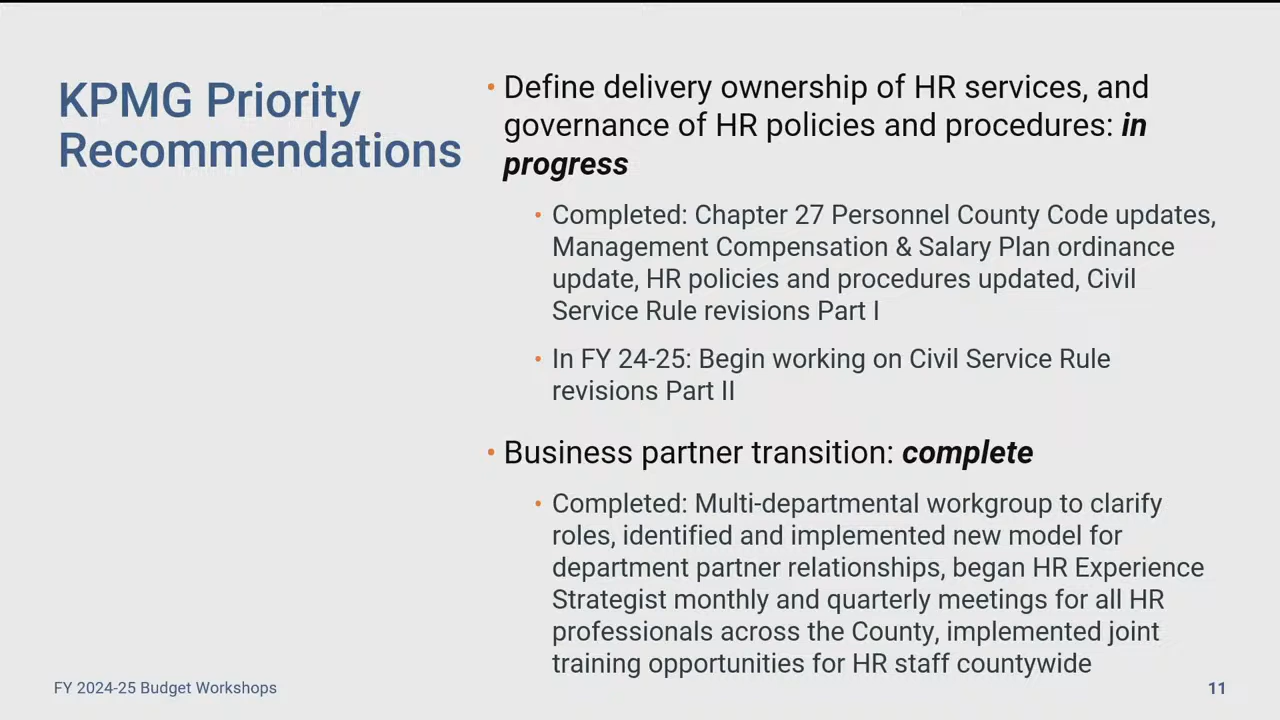 KPMG Priority
Recommendations
• Define delivery ownership of HR services, and
governance of HR policies and procedures: in
progress
• Completed: Chapter 27 Personnel County Code updates,
Management Compensation & Salary Plan ordinance
update, HR policies and procedures updated, Civil
Service Rule revisions Part I
• In FY 24-25: Begin working on Civil Service Rule
revisions Part II
• Business partner transition: complete
• Completed: Multi-departmental workgroup to clarify
roles, identified and implemented new model for
department partner relationships, began HR Experience
Strategist monthly and quarterly meetings for all HR
professionals across the County, implemented joint
training opportunities for HR staff countywide
FY 2024-25 Budget Workshops
11